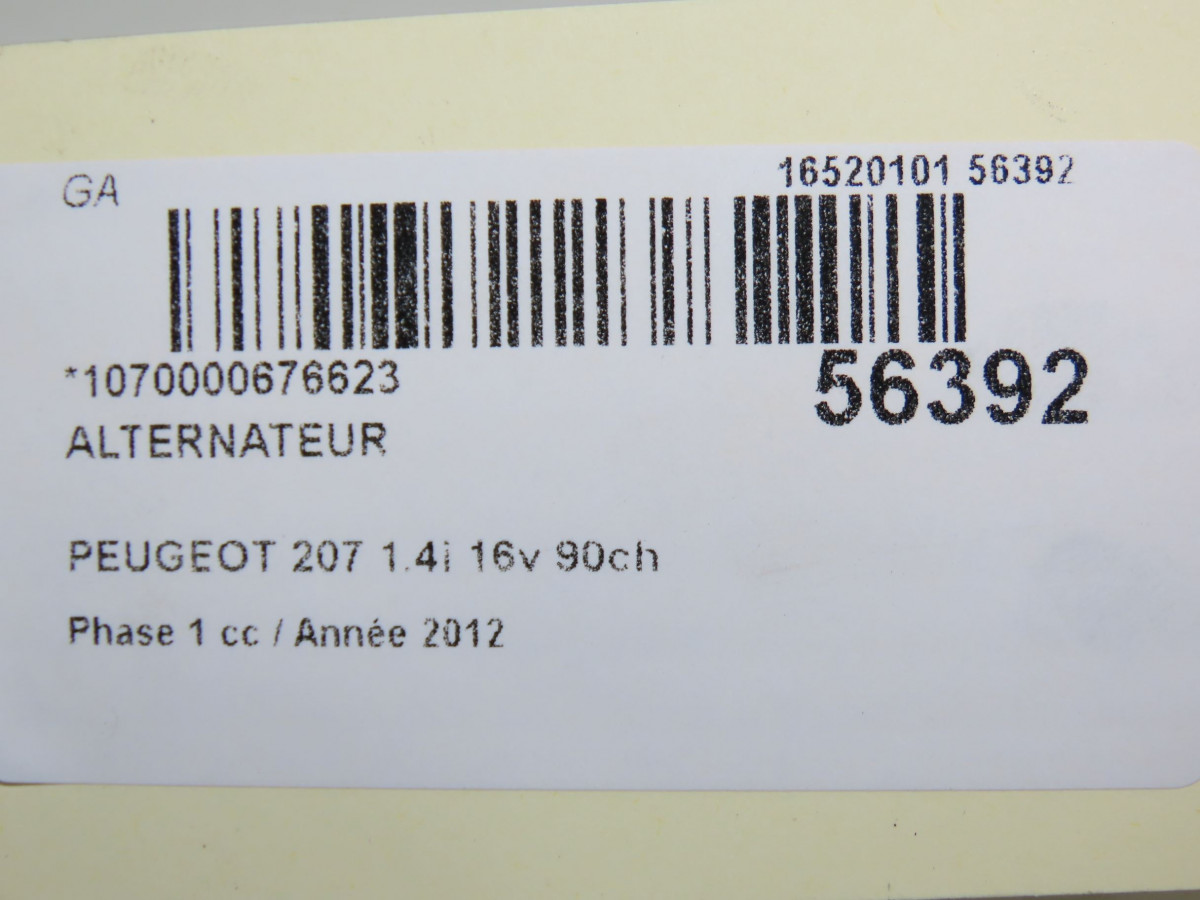 GA
16520101 56392
*1070000676623
56392
ALTERNATEUR
PEUGEOT 207 1.4i 16v 90ch
Phase 1 cc / Année 2012